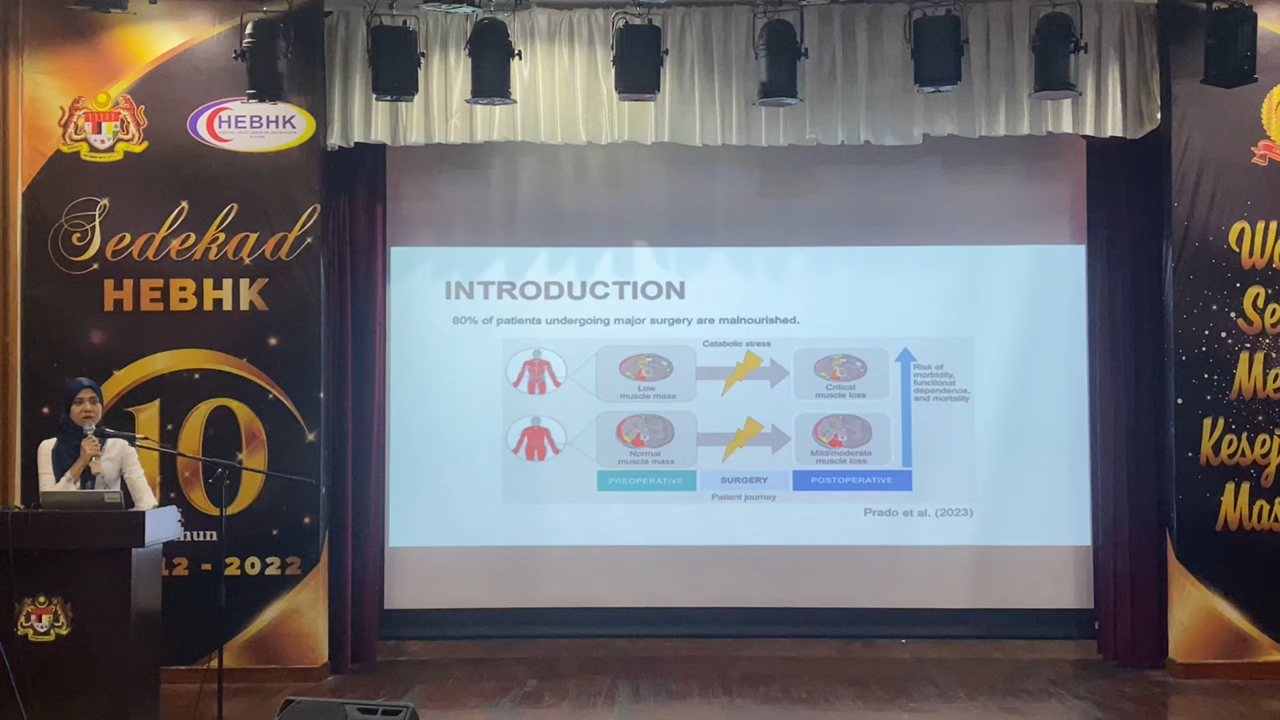 HEBHK
Sedekad
HEBHK
10
hun
12 - 2022
INTRODUCTION
80% of patients undergoing major surgery are malnourished.
Catabolic stress
Low
muscle mass
Critical
muscle loss
Risk of
morbidity,
functional
dependence,
and mortality
Normal
muscle mass
Mild/moderate
muscle loss
PREOPERATIVE
SURGERY
POSTOPERATIVE
Patient journey
Prado et al. (2023)
W
Se
Me
Kesej
Mas